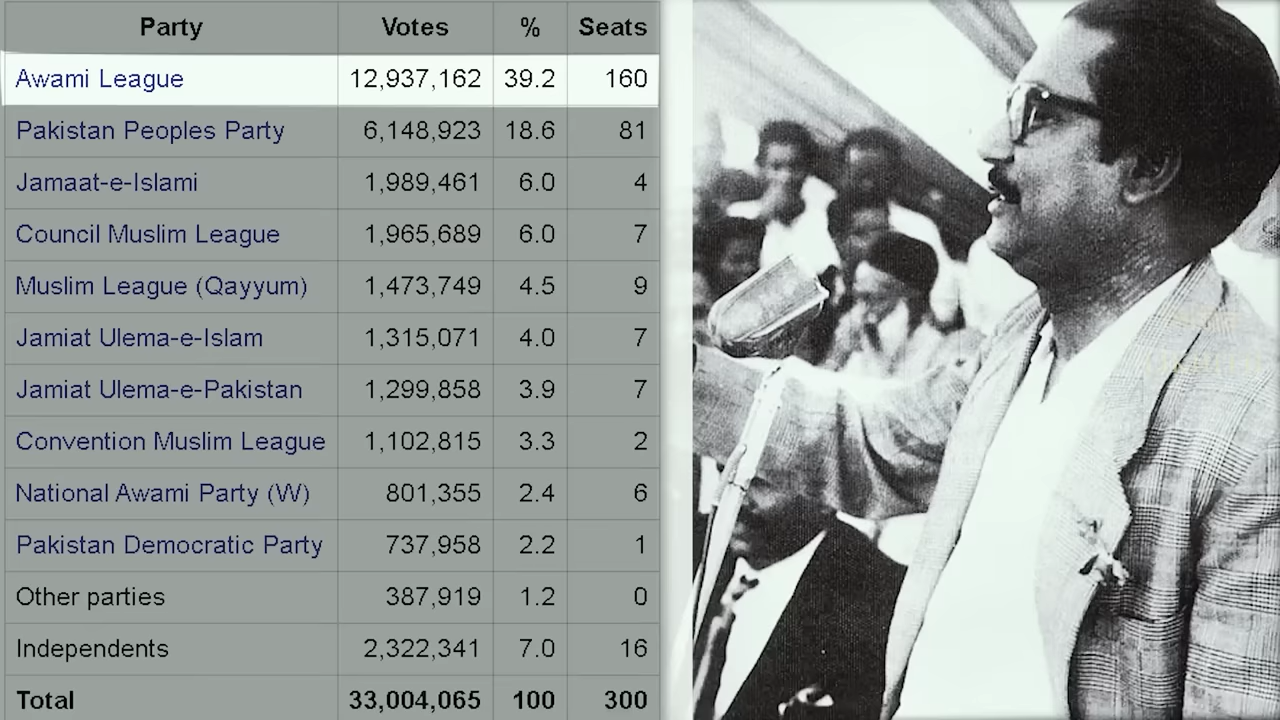 Party Votes % Seats
Awami League 12,937,162 39.2 160
Pakistan Peoples Party 6,148,923 18.6 81
Jamaat-e-Islami 1,989,461 6.0 4
Council Muslim League 1,965,689 6.0 7
Muslim League (Qayyum) 1,473,749 4.5 9
Jamiat Ulema-e-Islam 1,315,071 4.0 7
Jamiat Ulema-e-Pakistan 1,299,858 3.9 7
Convention Muslim League 1,102,815 3.3 2
National Awami Party (W) 801,355 2.4 6
Pakistan Democratic Party 737,958 2.2 1
Other parties 387,919 1.2 0
Independents 2,322,341 7.0 16
Total 33,004,065 100 300